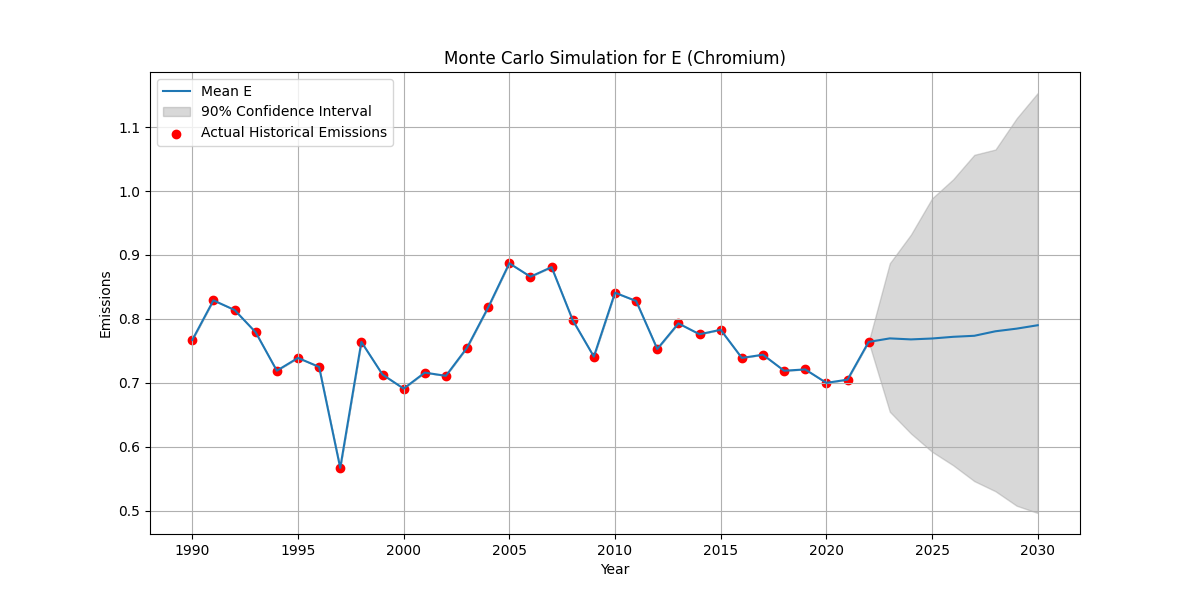 Monte Carlo Simulation for E (Chromium)
Mean E
90% Confidence Interval
Actual Historical Emissions
Emissions
1.1
1.0
0.9
0.8
0.7
0.6
0.5
1990 1995 2000 2005 2010 2015 2020 2025 2030
Year